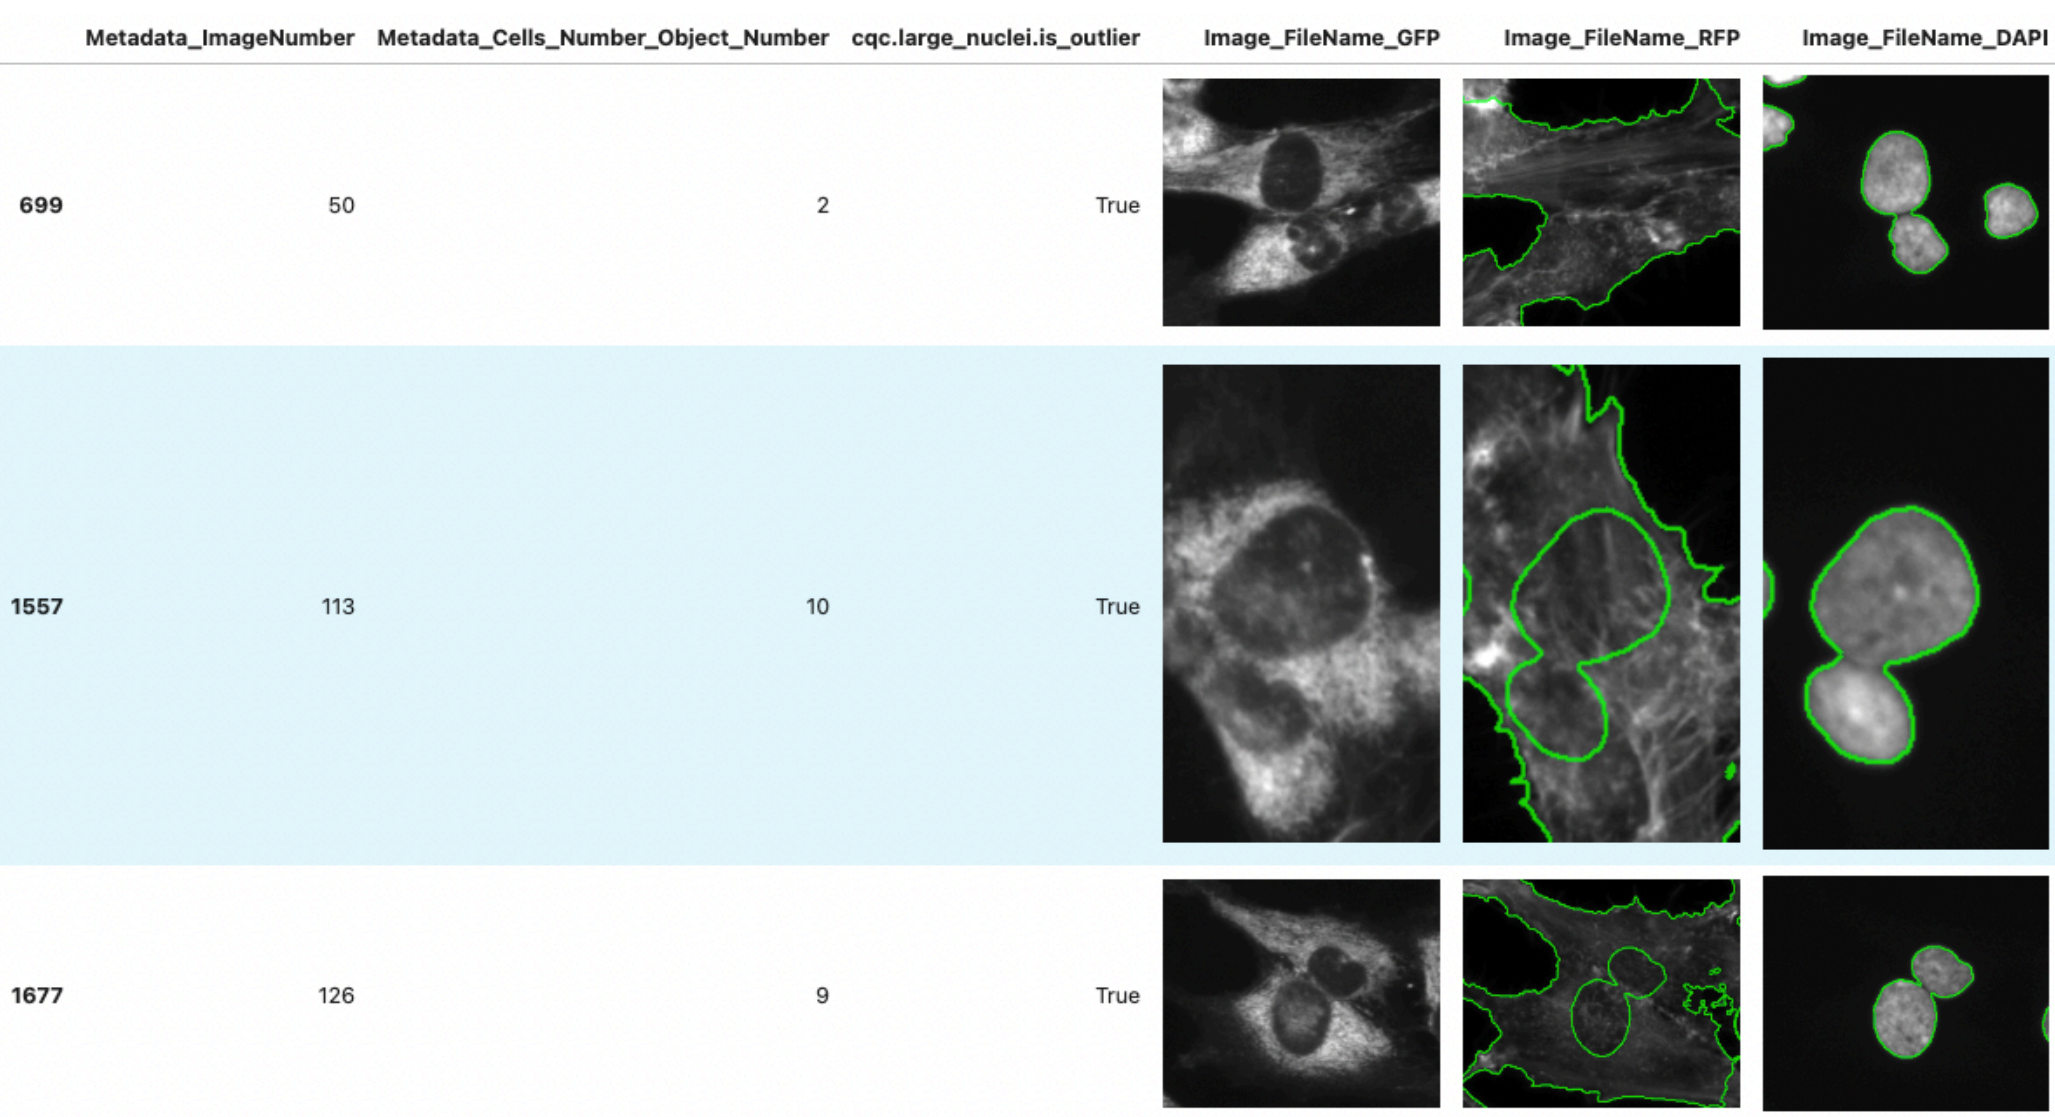 Metadata_ImageNumber Metadata_Cells_Number_Object_Number cqc.large_nuclei.is_outlier Image_FileName_GFP Image_FileName_RFP Image_FileName_DAPI
699 50 2 True
1557 113 10 True
1677 126 9 True